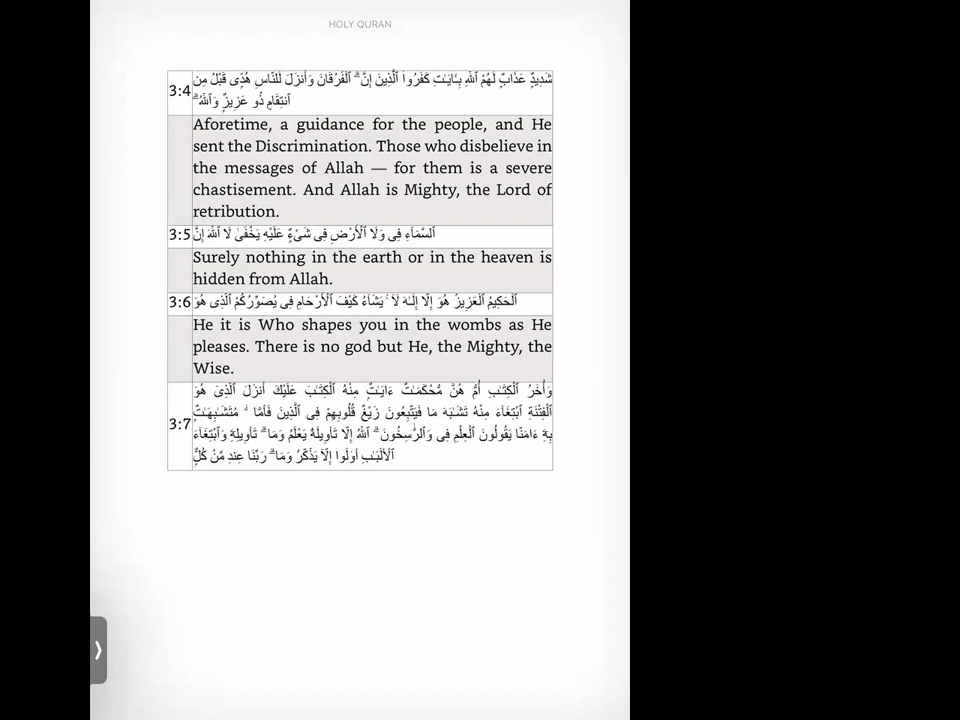 HOLY QURAN
شَدِيدٌ عَذَابٌ لَهُمْ ٱللَّهِ بِـَٔايَـٰتِ كَفَرُوا۟ ٱلَّذِينَ إِنَّ ۗ ٱلْفُرْقَانَ وَأَنزَلَ لِّلنَّاسِ هُدًى قَبْلُ مِن
3:4
ٱنتِقَامٍ ذُو عَزِيزٌ وَٱللَّهُ ۗ
Aforetime, a guidance for the people, and He
sent the Discrimination. Those who disbelieve in
the messages of Allah — for them is a severe
chastisement. And Allah is Mighty, the Lord of
retribution.
3:5 ٱلسَّمَآءِ فِى وَلَا ٱلْأَرْضِ فِى شَىْءٌ عَلَيْهِ يَخْفَىٰ لَا ٱللَّهَ إِنَّ
Surely nothing in the earth or in the heaven is
hidden from Allah.
3:6 ٱلْحَكِيمُ ٱلْعَزِيزُ هُوَ إِلَّا إِلَـٰهَ لَآ ۚ يَشَآءُ كَيْفَ ٱلْأَرْحَامِ فِى يُصَوِّرُكُمْ ٱلَّذِى هُوَ
He it is Who shapes you in the wombs as He
pleases. There is no god but He, the Mighty, the
Wise.
وَأُخَرُ ٱلْكِتَـٰبِ أُمُّ هُنَّ مُّحْكَمَـٰتٌ ءَايَـٰتٌ مِنْهُ ٱلْكِتَـٰبَ عَلَيْكَ أَنزَلَ ٱلَّذِىٓ هُوَ
ٱلْفِتْنَةِ ٱبْتِغَآءَ مِنْهُ تَشَـٰبَهَ مَا فَيَتَّبِعُونَ زَيْغٌ قُلُوبِهِمْ فِى ٱلَّذِينَ فَأَمَّا ۖ مُتَشَـٰبِهَـٰتٌ
3:7
بِهِۦ ءَامَنَّا يَقُولُونَ ٱلْعِلْمِ فِى وَٱلرَّٰسِخُونَ ۗ ٱللَّهُ إِلَّا تَأْوِيلَهُۥٓ يَعْلَمُ وَمَا ۗ تَأْوِيلِهِۦ وَٱبْتِغَآءَ
ٱلْأَلْبَـٰبِ أُو۟لُوا۟ إِلَّآ يَذَّكَّرُ وَمَا ۗ رَبِّنَا عِندِ مِّنْ كُلٌّ